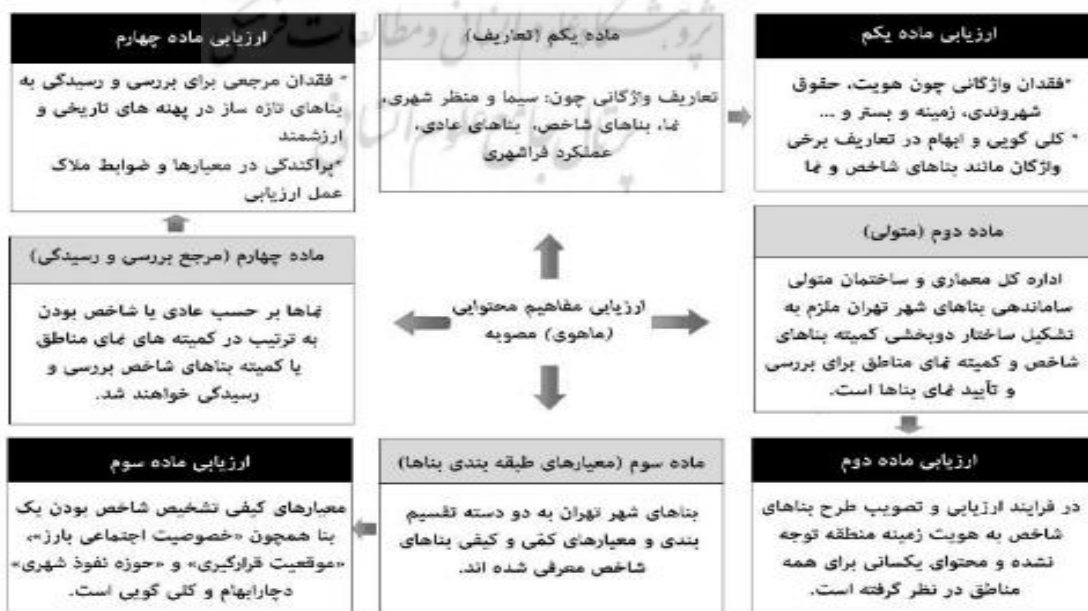 ارزیابی ماده یکم
*فقدان واژگانی چون هویت، حقوق
شهروندی، زمینه و بستر و ...
* کلی گویی و ابهام در تعاریف برخی
واژگان مانند بناهای شاخص و نما
ماده یکم (تعاریف)
تعاریف واژگانی چون: سیما و منظر شهری،
نما، بناهای شاخص، بناهای عادی،
عملکرد فراشهری
ارزیابی ماده چهارم
* فقدان مرجعی برای بررسی و رسیدگی به
بناهای تازه ساز در پهنه های تاریخی و
ارزشمند
*پراکندگی در معیارها و ضوابط ملاک
عمل ارزیابی
ماده دوم (متولی)
اداره کل معماری و ساختمان متولی
ساماندهی بناهای شهر تهران ملزم به
تشکیل ساختار دوبخشی کمیته بناهای
شاخص و کمیته نمای مناطق برای بررسی
و تأیید نمای بناها است.
ارزیابی مفاهیم محتوایی
(ماهوی) مصوبه
ماده چهارم (مرجع بررسی و رسیدگی)
نماها بر حسب عادی یا شاخص بودن
به ترتیب در کمیته های نمای مناطق
یا کمیته بناهای شاخص بررسی و
رسیدگی خواهند شد.
ارزیابی ماده دوم
در فرایند ارزیابی و تصویب طرح بناهای
شاخص به هویت زمینه منطقه توجه
نشده و محتوای یکسانی برای همه
مناطق در نظر گرفته است.
ماده سوم (معیارهای طبقه بندی بناها)
بناهای شهر تهران به دو دسته تقسیم
بندی و معیارهای کمّی و کیفی بناهای
شاخص معرفی شده اند.
ارزیابی ماده سوم
معیارهای کیفی تشخیص شاخص بودن یک
بنا همچون «خصوصیت اجتماعی بارز»،
«موقعیت قرارگیری» و «حوزه نفوذ شهری»
دچارابهام و کلی گویی است.
پژوهشگاه علوم انسانی و مطالعات فرهنگی
پرتال جامع علوم انسانی